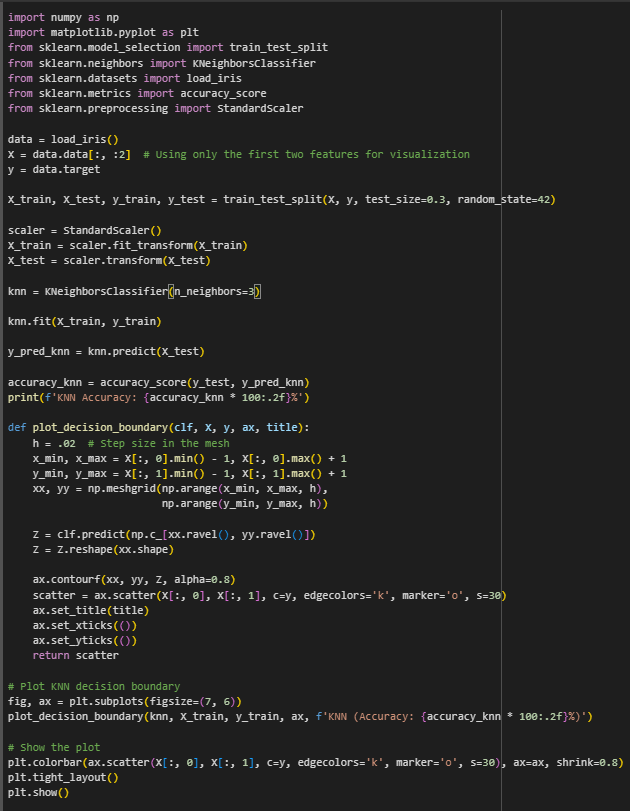 import numpy as np
import matplotlib.pyplot as plt
from sklearn.model_selection import train_test_split
from sklearn.neighbors import KNeighborsClassifier
from sklearn.datasets import load_iris
from sklearn.metrics import accuracy_score
from sklearn.preprocessing import StandardScaler

data = load_iris()
X = data.data[:, :2]  # Using only the first two features for visualization
y = data.target

X_train, X_test, y_train, y_test = train_test_split(X, y, test_size=0.3, random_state=42)

scaler = StandardScaler()
X_train = scaler.fit_transform(X_train)
X_test = scaler.transform(X_test)

knn = KNeighborsClassifier(n_neighbors=3)

knn.fit(X_train, y_train)

y_pred_knn = knn.predict(X_test)

accuracy_knn = accuracy_score(y_test, y_pred_knn)
print(f'KNN Accuracy: {accuracy_knn * 100:.2f}%')

def plot_decision_boundary(clf, X, y, ax, title):
    h = .02  # Step size in the mesh
    x_min, x_max = X[:, 0].min() - 1, X[:, 0].max() + 1
    y_min, y_max = X[:, 1].min() - 1, X[:, 1].max() + 1
    xx, yy = np.meshgrid(np.arange(x_min, x_max, h),
                         np.arange(y_min, y_max, h))

    Z = clf.predict(np.c_[xx.ravel(), yy.ravel()])
    Z = Z.reshape(xx.shape)

    ax.contourf(xx, yy, Z, alpha=0.8)
    scatter = ax.scatter(X[:, 0], X[:, 1], c=y, edgecolors='k', marker='o', s=30)
    ax.set_title(title)
    ax.set_xticks(())
    ax.set_yticks(())
    return scatter

# Plot KNN decision boundary
fig, ax = plt.subplots(figsize=(7, 6))
plot_decision_boundary(knn, X_train, y_train, ax, f'KNN (Accuracy: {accuracy_knn * 100:.2f}%)')

# Show the plot
plt.colorbar(ax.scatter(X[:, 0], X[:, 1], c=y, edgecolors='k', marker='o', s=30), ax=ax, shrink=0.8)
plt.tight_layout()
plt.show()